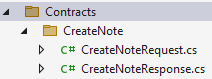 Contracts
CreateNote
C# CreateNoteRequest.cs
C# CreateNoteResponse.cs